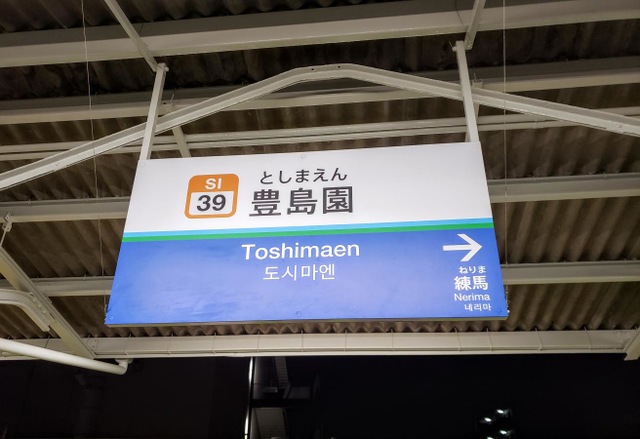 SI
39
としまえん
豊島園
Toshimaen
도시마엔
ねりま
練馬
Nerima
네리마